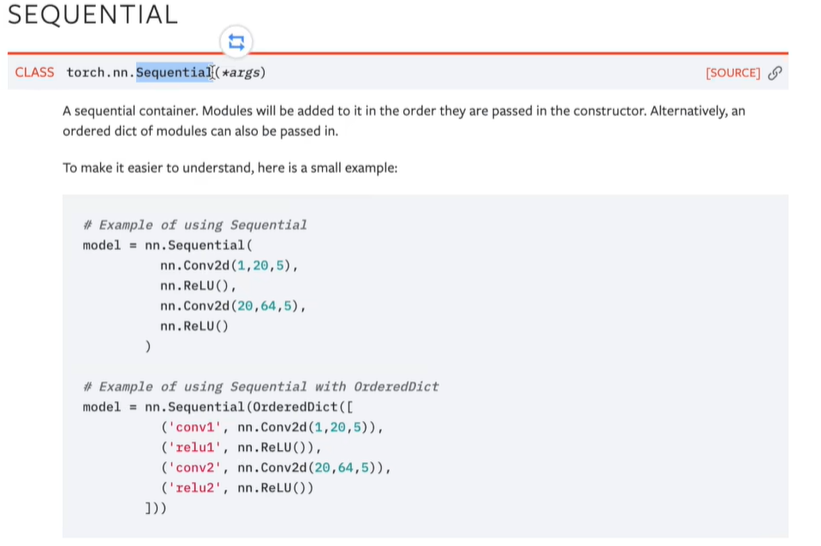 SEQUENTIAL
CLASS torch.nn.Sequential(*args) [SOURCE]
A sequential container. Modules will be added to it in the order they are passed in the constructor. Alternatively, an
ordered dict of modules can also be passed in.
To make it easier to understand, here is a small example:
# Example of using Sequential
model = nn.Sequential(
nn.Conv2d(1,20,5),
nn.ReLU(),
nn.Conv2d(20,64,5),
nn.ReLU()
)
# Example of using Sequential with OrderedDict
model = nn.Sequential(OrderedDict([
('conv1', nn.Conv2d(1,20,5)),
('relu1', nn.ReLU()),
('conv2', nn.Conv2d(20,64,5)),
('relu2', nn.ReLU())
]))